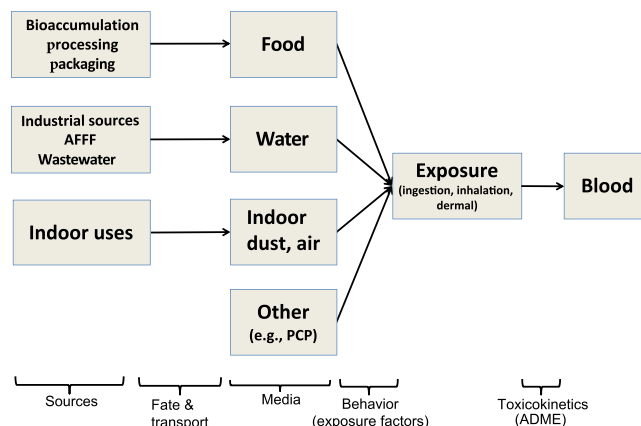 Bioaccumulation
processing
packaging
Food
Industrial sources
AFFF
Wastewater
Water
Exposure
(ingestion, inhalation,
dermal)
Blood
Indoor uses
Indoor
dust, air
Other
(e.g., PCP)
Sources
Fate &
transport
Media
Behavior
(exposure factors)
Toxicokinetics
(ADME)